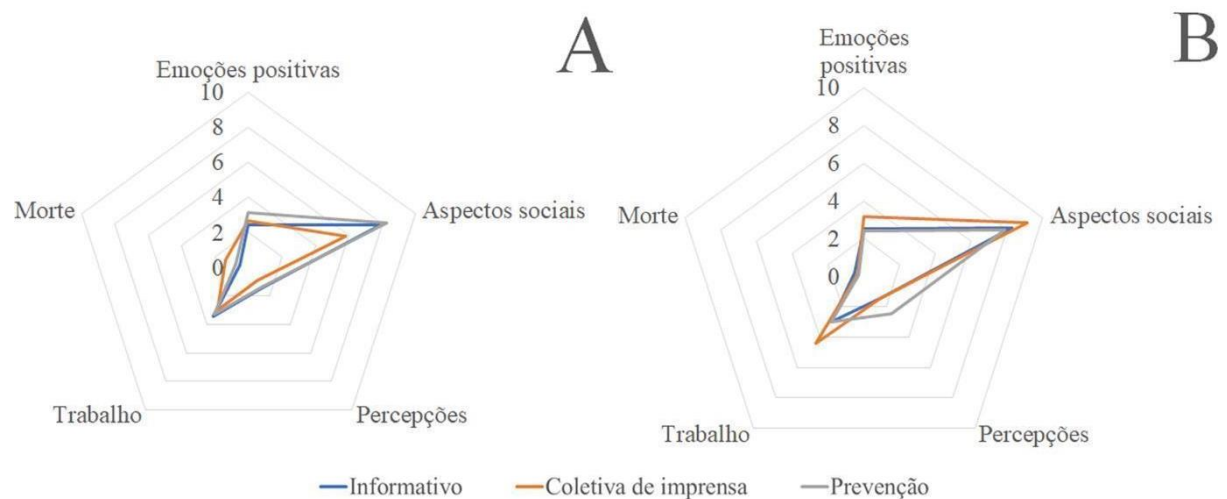 A
Emoções positivas
10
8
6
4
2
0
Aspectos sociais
Percepções
Trabalho
Morte
B
Emoções
positivas
10
8
6
4
2
0
Aspectos sociais
Percepções
Trabalho
Morte
Informativo
Coletiva de imprensa
Prevenção